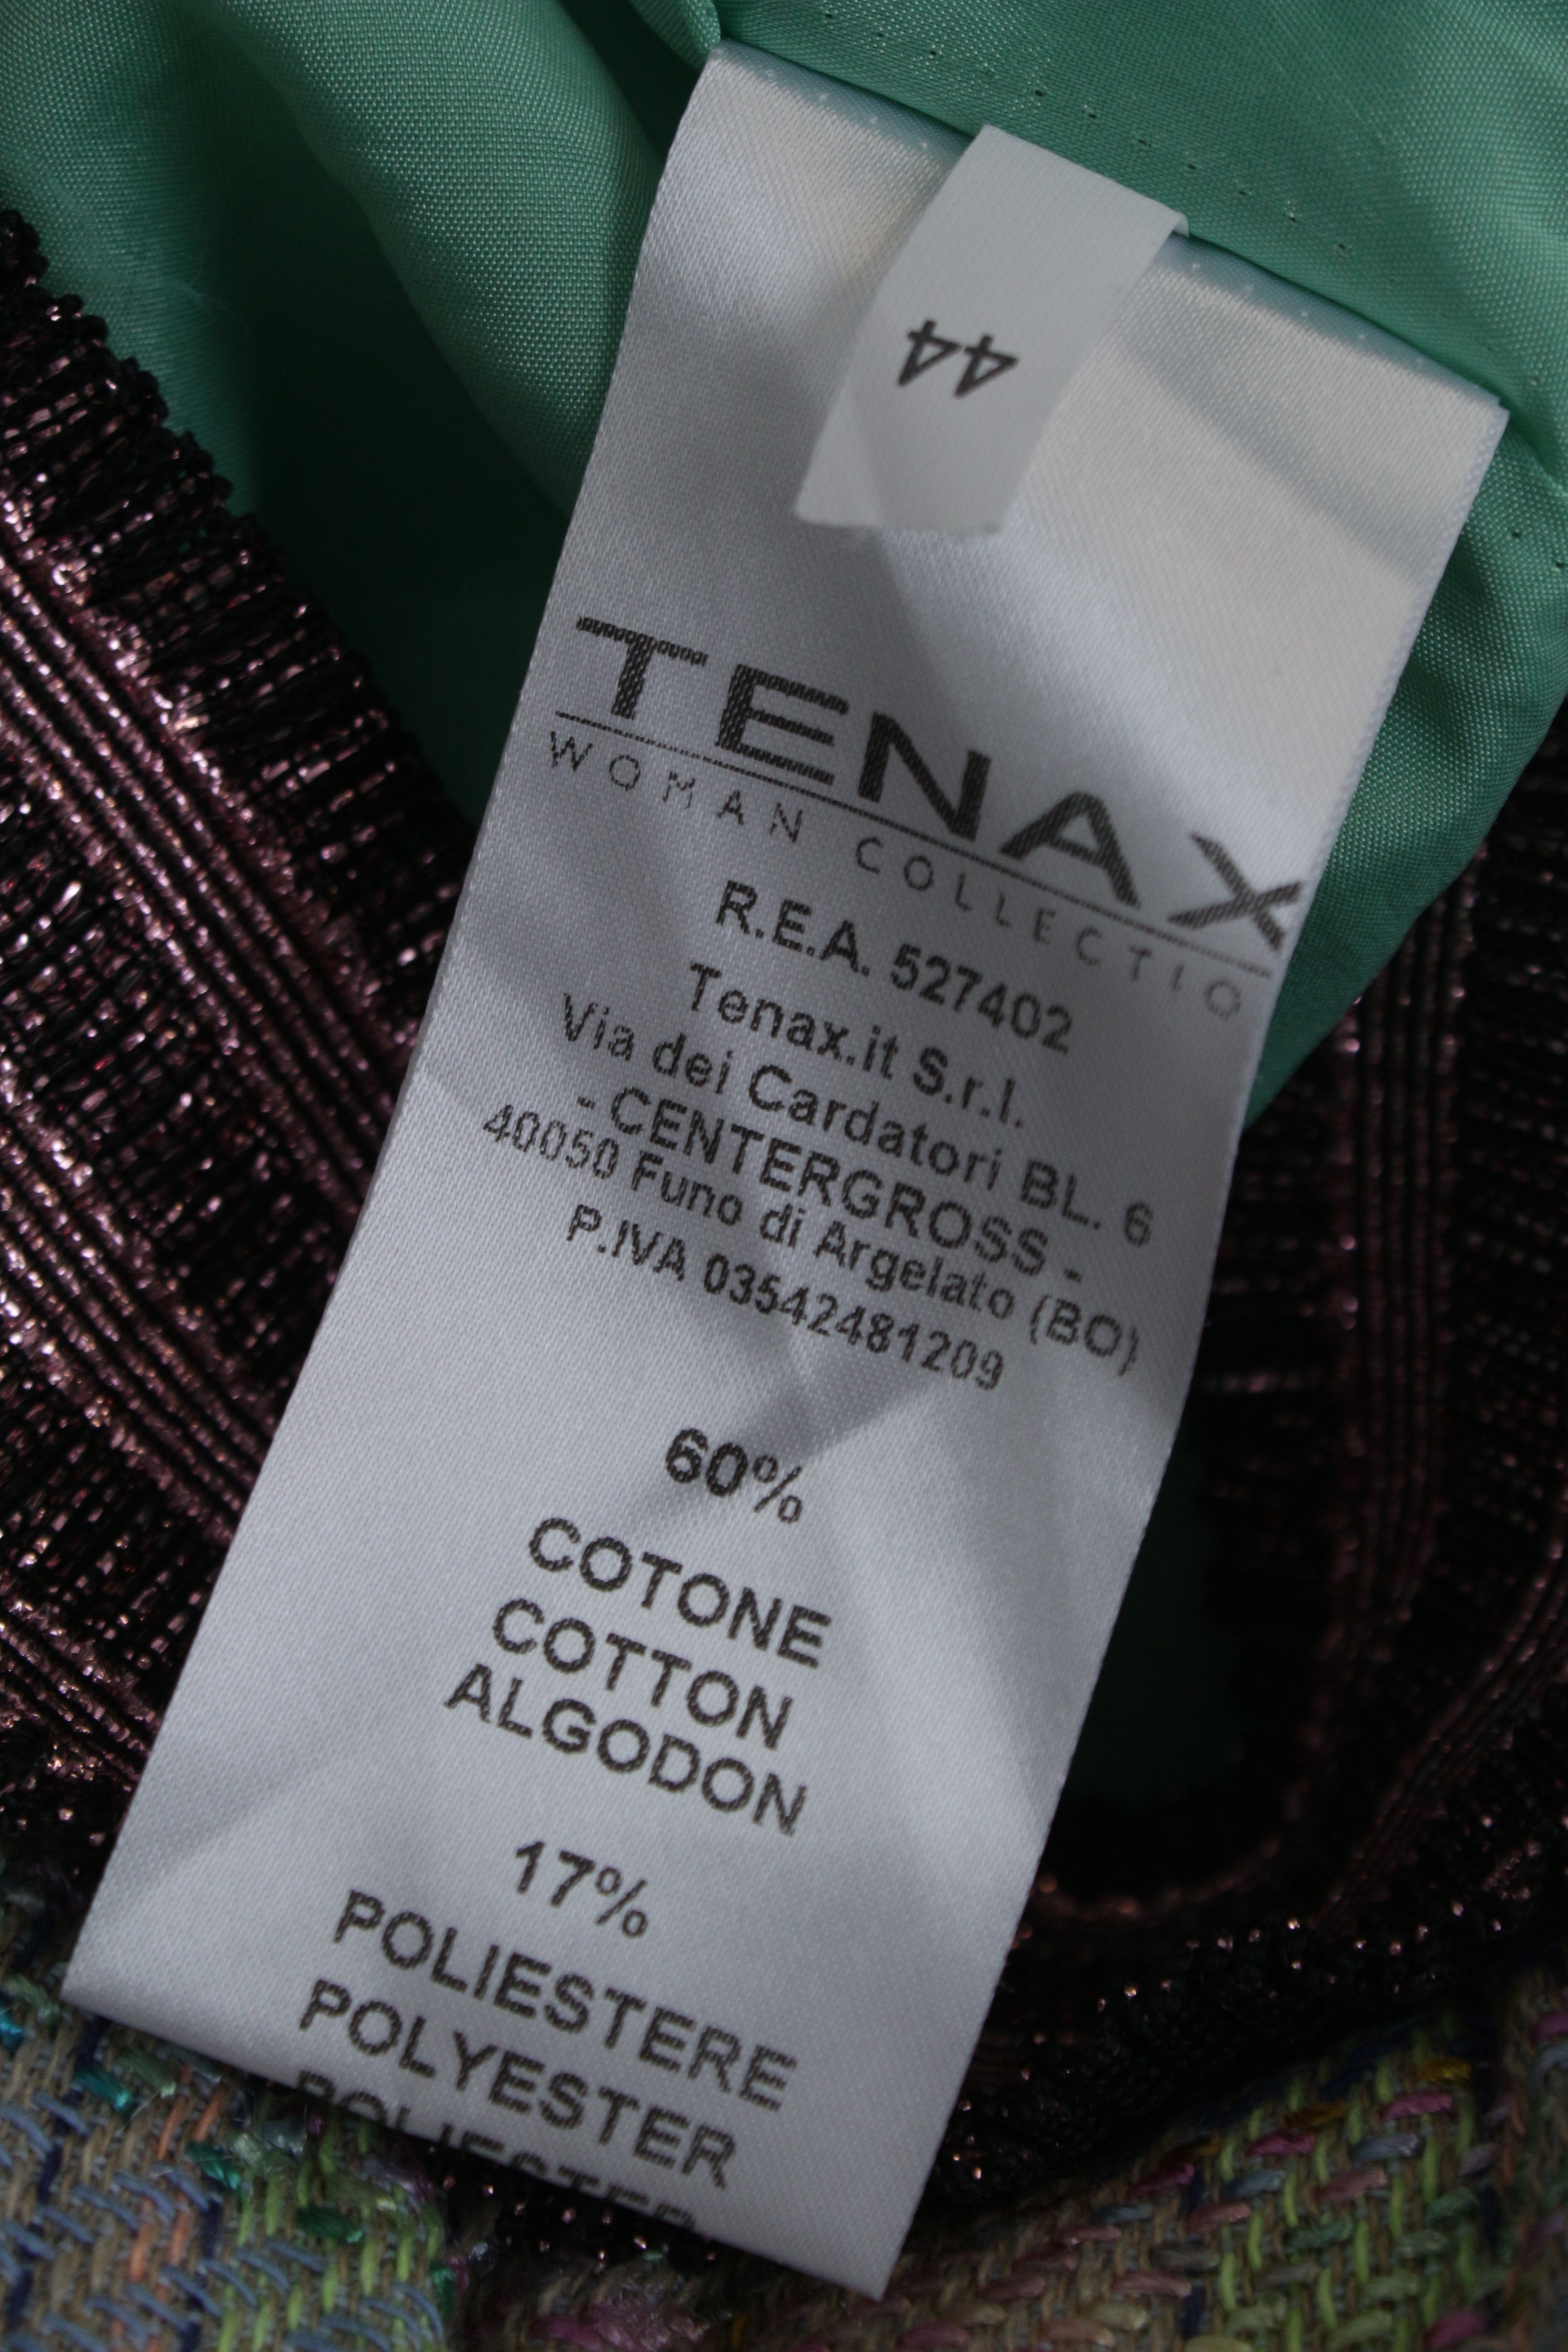 44
TENAX
WOMAN COLLECTIO
R.E.A. 527402
Tenax.it S.r.l.
Via dei Cardatori BL. 6
- CENTERGROSS -
40050 Funo di Argelato (BO)
P.IVA 03542481209
60%
COTONE
COTTON
ALGODON
17%
POLIESTERE
POLYESTER
POLIESTER